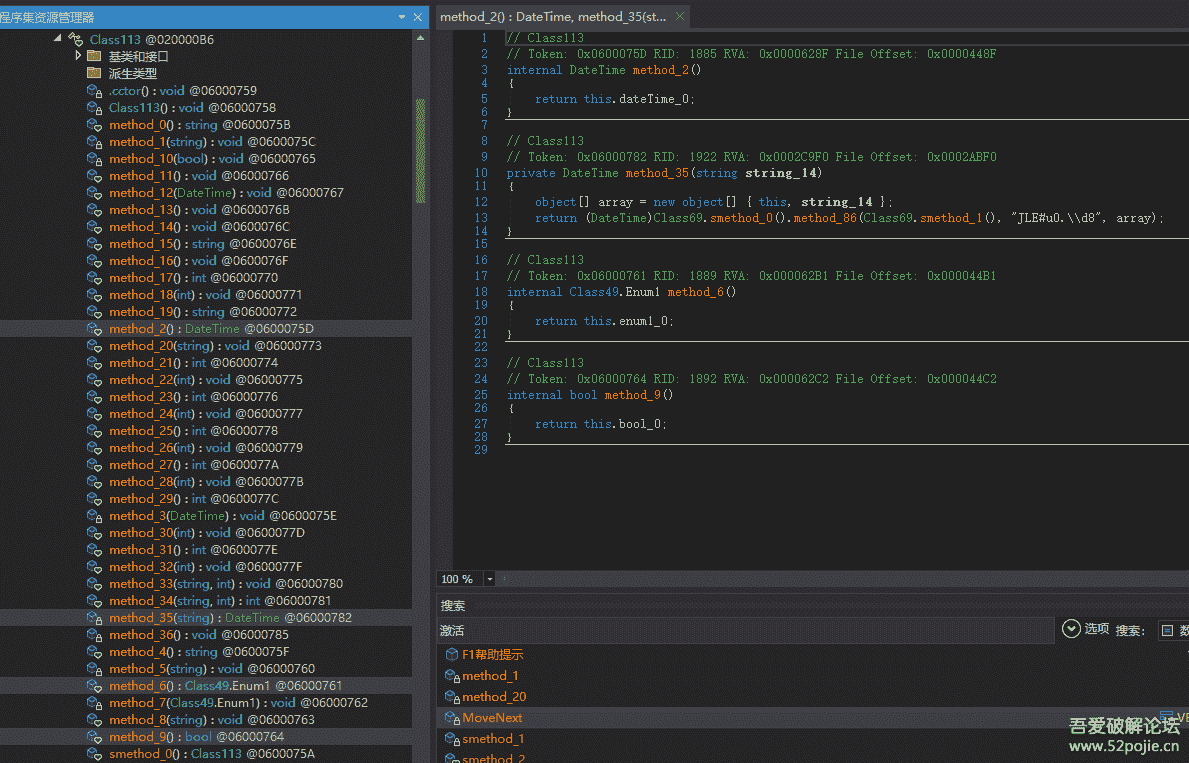 程序集资源管理器
Class113 @020000B6
基类和接口
派生类型
.cctor() : void @06000759
Class113() : void @06000758
method_0() : string @0600075B
method_1(string) : void @0600075C
method_10(bool) : void @06000765
method_11() : void @06000766
method_12(DateTime) : void @06000767
method_13() : void @0600076B
method_14() : void @0600076C
method_15() : string @0600076E
method_16() : void @0600076F
method_17() : int @06000770
method_18(int) : void @06000771
method_19() : string @06000772
method_2() : DateTime @0600075D
method_20(string) : void @06000773
method_21() : int @06000774
method_22(int) : void @06000775
method_23() : int @06000776
method_24(int) : void @06000777
method_25() : int @06000778
method_26(int) : void @06000779
method_27() : int @0600077A
method_28(int) : void @0600077B
method_29() : int @0600077C
method_3(DateTime) : void @0600075E
method_30(int) : void @0600077D
method_31() : int @0600077E
method_32(int) : void @0600077F
method_33(string, int) : void @06000780
method_34(string, int) : int @06000781
method_35(string) : DateTime @06000782
method_36() : void @06000785
method_4() : string @0600075F
method_5(string) : void @06000760
method_6() : Class49.Enum1 @06000761
method_7(Class49.Enum1) : void @06000762
method_8(string) : void @06000763
method_9() : bool @06000764
smethod_0() : Class113 @0600075A
method_2() : DateTime, method_35(st...
1 // Class113
2 // Token: 0x0600075D RID: 1885 RVA: 0x0000628F File Offset: 0x0000448F
3 internal DateTime method_2()
4 {
5 return this.dateTime_0;
6 }
7
8 // Class113
9 // Token: 0x06000782 RID: 1922 RVA: 0x0002C9F0 File Offset: 0x0002ABF0
10 private DateTime method_35(string string_14)
11 {
12 object[] array = new object[] { this, string_14 };
13 return (DateTime)Class69.smethod_0().method_86(Class69.smethod_1(), "JLE#uO.\\d8", array);
14 }
15
16 // Class113
17 // Token: 0x06000761 RID: 1889 RVA: 0x000062B1 File Offset: 0x000044B1
18 internal Class49.Enum1 method_6()
19 {
20 return this.enum1_0;
21 }
22
23 // Class113
24 // Token: 0x06000764 RID: 1892 RVA: 0x000062C2 File Offset: 0x000044C2
25 internal bool method_9()
26 {
27 return this.bool_0;
28 }
29
100 %
搜索
激活 选项 搜索：
F1帮助提示
method_1
method_20
MoveNext
smethod_1
smethod_2
吾爱破解论坛
www.52pojie.cn